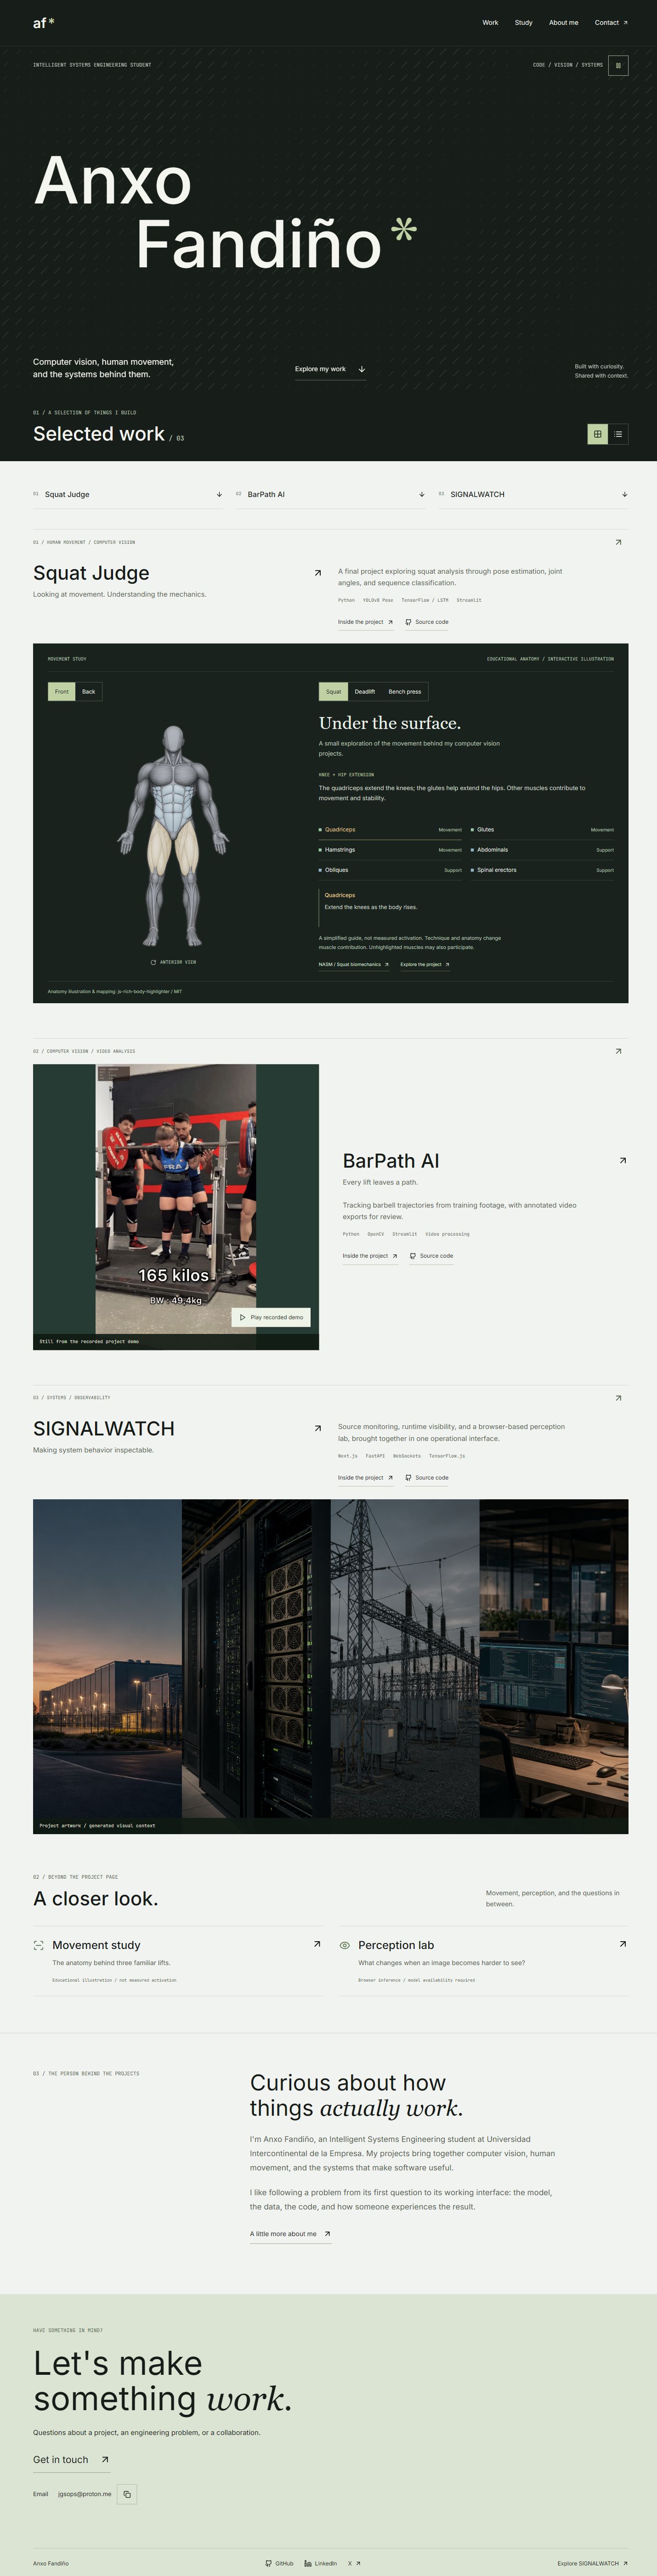 af*
Work Study About me Contact
INTELLIGENT SYSTEMS ENGINEERING STUDENT
CODE / VISION / SYSTEMS
Anxo
Fandiño*
Computer vision, human movement,
and the systems behind them.
Explore my work
Built with curiosity.
Shared with context.
01 / A SELECTION OF THINGS I BUILD
Selected work / 03
01 Squat Judge
02 BarPath AI
03 SIGNALWATCH
01 / HUMAN MOVEMENT / COMPUTER VISION
Squat Judge
Looking at movement. Understanding the mechanics.
A final project exploring squat analysis through pose estimation, joint
angles, and sequence classification.
Python YOLOv8 Pose TensorFlow / LSTM Streamlit
Inside the project Source code
MOVEMENT STUDY
EDUCATIONAL ANATOMY / INTERACTIVE ILLUSTRATION
Front Back
Squat Deadlift Bench press
Under the surface.
A small exploration of the movement behind my computer vision
projects.
KNEE + HIP EXTENSION
The quadriceps extend the knees; the glutes help extend the hips. Other muscles contribute to
movement and stability.
Quadriceps Movement
Glutes Movement
Hamstrings Movement
Abdominals Support
Obliques Support
Spinal erectors Support
Quadriceps
Extend the knees as the body rises.
A simplified guide, not measured activation. Technique and anatomy change
muscle contribution. Unhighlighted muscles may also participate.
ANTERIOR VIEW
NASM / Squat biomechanics Explore the project
Anatomy illustration & mapping: js-rich-body-highlighter / MIT
02 / COMPUTER VISION / VIDEO ANALYSIS
FRA
165 kilos
BW: 49,4kg
Play recorded demo
Still from the recorded project demo
BarPath AI
Every lift leaves a path.
Tracking barbell trajectories from training footage, with annotated video
exports for review.
Python OpenCV Streamlit Video processing
Inside the project Source code
03 / SYSTEMS / OBSERVABILITY
SIGNALWATCH
Making system behavior inspectable.
Source monitoring, runtime visibility, and a browser-based perception
lab, brought together in one operational interface.
Next.js FastAPI WebSockets TensorFlow.js
Inside the project Source code
Project artwork / generated visual context
02 / BEYOND THE PROJECT PAGE
A closer look.
Movement, perception, and the questions in
between.
Movement study
The anatomy behind three familiar lifts.
Educational illustration / not measured activation
Perception lab
What changes when an image becomes harder to see?
Browser inference / model availability required
03 / THE PERSON BEHIND THE PROJECTS
Curious about how
things actually work.
I'm Anxo Fandiño, an Intelligent Systems Engineering student at Universidad
Intercontinental de la Empresa. My projects bring together computer vision, human
movement, and the systems that make software useful.
I like following a problem from its first question to its working interface: the model,
the data, the code, and how someone experiences the result.
A little more about me
HAVE SOMETHING IN MIND?
Let's make
something work.
Questions about a project, an engineering problem, or a collaboration.
Get in touch
Email jgsops@proton.me
Anxo Fandiño
GitHub LinkedIn X
Explore SIGNALWATCH